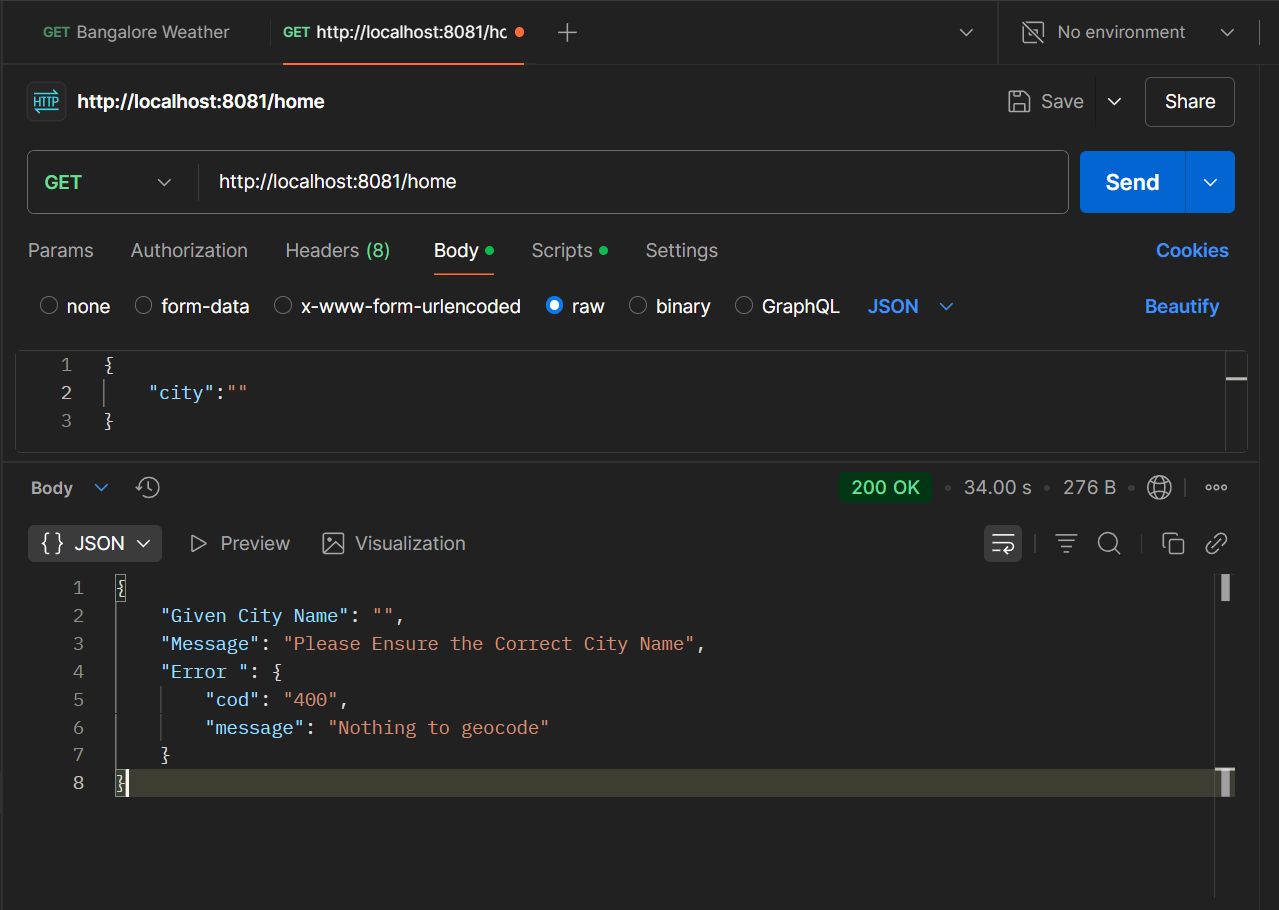 GET Bangalore Weather GET http://localhost:8081/hc No environment
HTTP http://localhost:8081/home Save Share
GET http://localhost:8081/home Send
Params Authorization Headers (8) Body Scripts Settings Cookies
none form-data x-www-form-urlencoded raw binary GraphQL JSON Beautify
1 {
2 "city":""
3 }
Body 200 OK 34.00 s 276 B
{} JSON Preview Visualization
1 {
2 "Given City Name": "",
3 "Message": "Please Ensure the Correct City Name",
4 "Error ": {
5 "cod": "400",
6 "message": "Nothing to geocode"
7 }
8 }